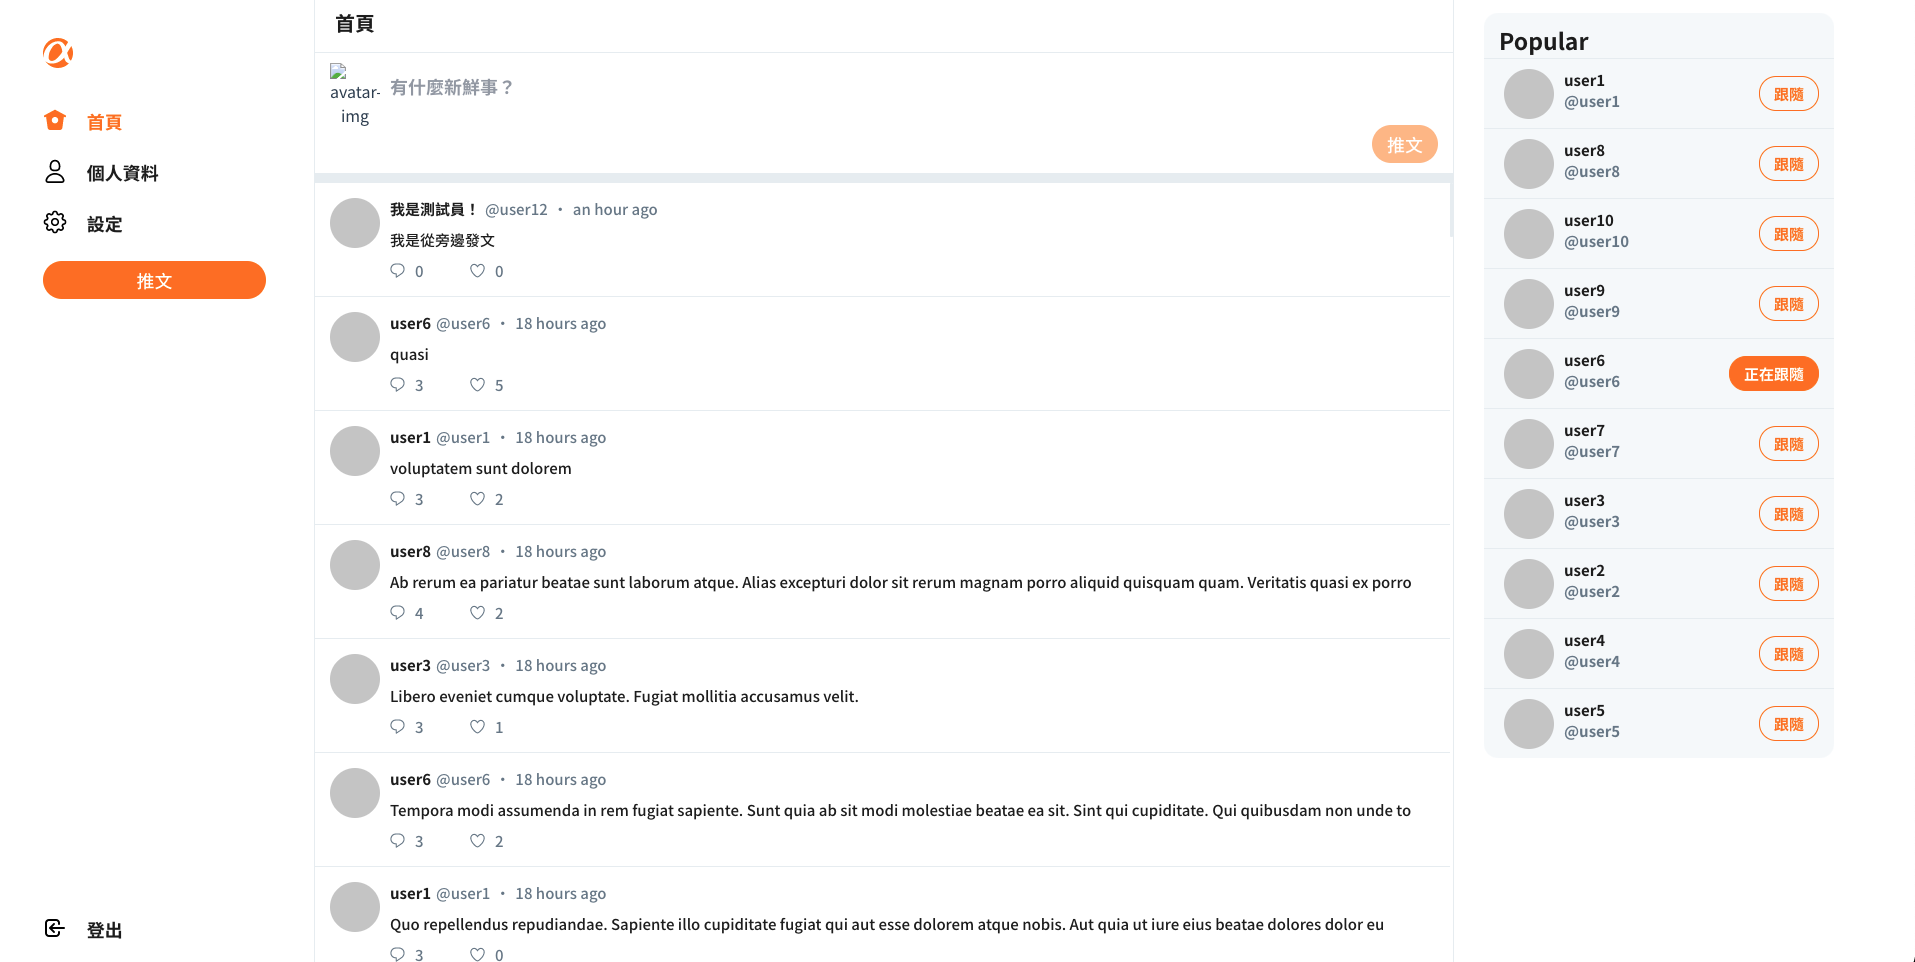 首頁
個人資料
設定
推文
登出
首頁
avatar-
img
有什麼新鮮事？
推文
我是測試員！ @user12 · an hour ago
我是從旁邊發文
0 0
user6 @user6 · 18 hours ago
quasi
3 5
user1 @user1 · 18 hours ago
voluptatem sunt dolorem
3 2
user8 @user8 · 18 hours ago
Ab rerum ea pariatur beatae sunt laborum atque. Alias excepturi dolor sit rerum magnam porro aliquid quisquam quam. Veritatis quasi ex porro
4 2
user3 @user3 · 18 hours ago
Libero eveniet cumque voluptate. Fugiat mollitia accusamus velit.
3 1
user6 @user6 · 18 hours ago
Tempora modi assumenda in rem fugiat sapiente. Sunt quia ab sit modi molestiae beatae ea sit. Sint qui cupiditate. Qui quibusdam non unde to
3 2
user1 @user1 · 18 hours ago
Quo repellendus repudiandae. Sapiente illo cupiditate fugiat qui aut esse dolorem atque nobis. Aut quia ut iure eius beatae dolores dolor eu
3 0
Popular
user1
@user1
跟隨
user8
@user8
跟隨
user10
@user10
跟隨
user9
@user9
跟隨
user6
@user6
正在跟隨
user7
@user7
跟隨
user3
@user3
跟隨
user2
@user2
跟隨
user4
@user4
跟隨
user5
@user5
跟隨